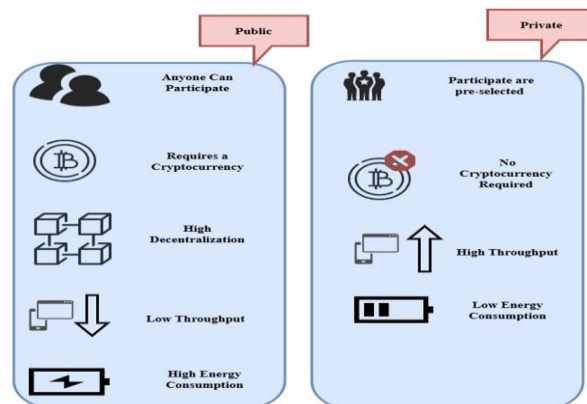 Public
Anyone Can
Participate
Requires a
Cryptocurrency
High
Decentralization
Low Throughput
High Energy
Consumption
Private
Participate are
pre-selected
No
Cryptocurrency
Required
High Throughput
Low Energy
Consumption